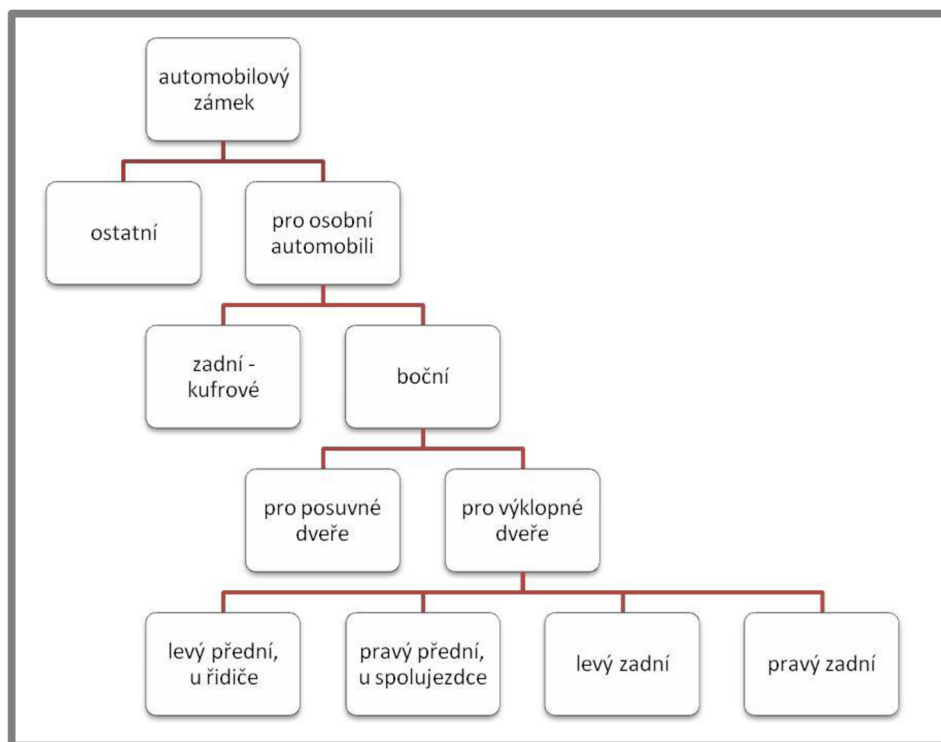 automobilový
zámek
ostatní
pro osobní
automobili
zadní -
kufrové
boční
pro posuvné
dveře
pro výklopné
dveře
levý přední,
u řidiče
pravý přední,
u spolujezdce
levý zadní
pravý zadní